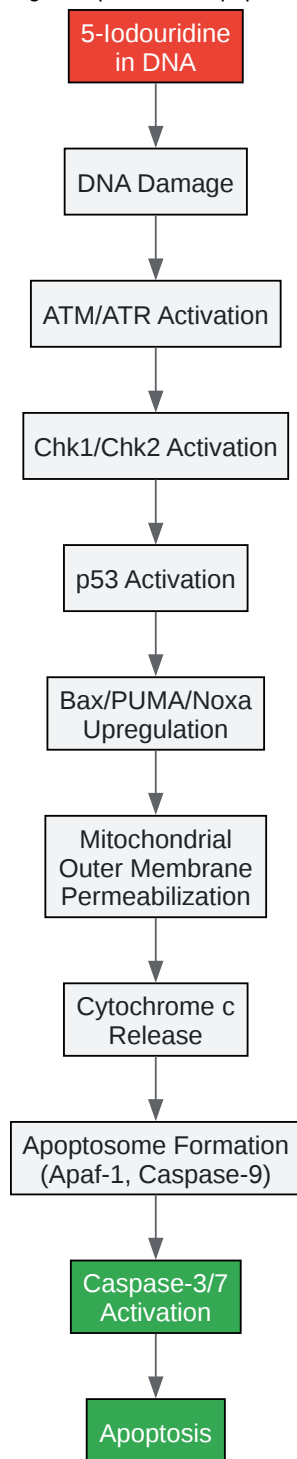 5-Iodouridine
in DNA
DNA Damage
ATM/ATR Activation
Chk1/Chk2 Activation
p53 Activation
Bax/PUMA/Noxa
Upregulation
Mitochondrial
Outer Membrane
Permeabilization
Cytochrome c
Release
Apoptosome Formation
(Apaf-1, Caspase-9)
Caspase-3/7
Activation
Apoptosis